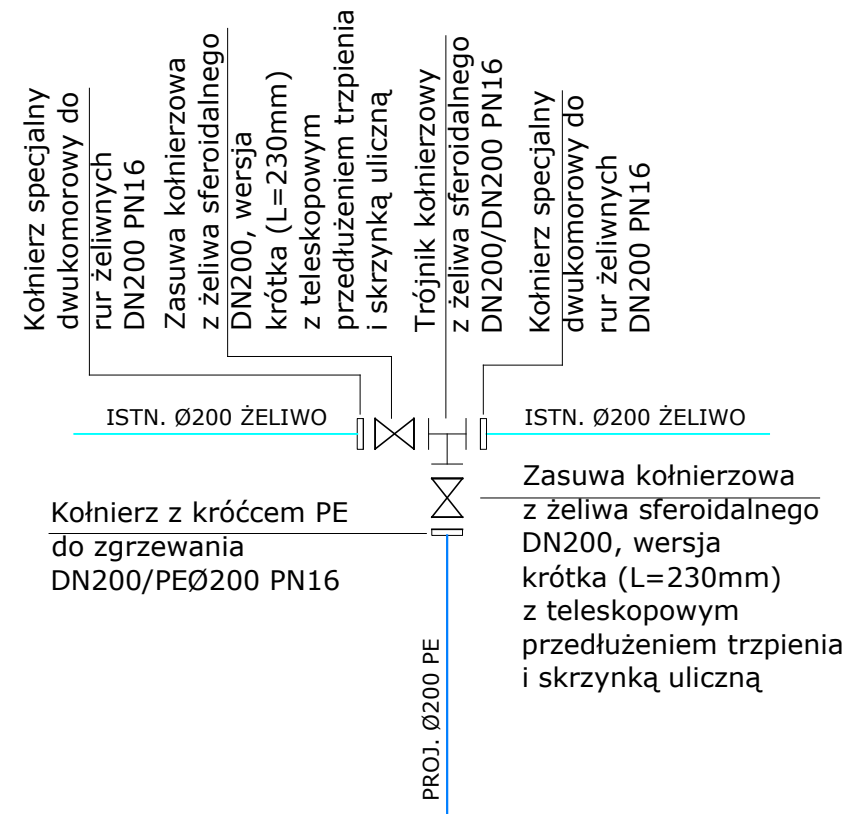 Kołnierz specjalny
dwukomorowy do
rur żeliwnych
DN200 PN16
Zasuwa kołnierzowa
z żeliwa sferoidalnego
DN200, wersja
krótka (L=230mm)
z teleskopowym
przedłużeniem trzpienia
i skrzynką uliczną
Trójnik kołnierzowy
z żeliwa sferoidalnego
DN200/DN200 PN16
Kołnierz specjalny
dwukomorowy do
rur żeliwnych
DN200 PN16
ISTN. Ø200 ŻELIWO
ISTN. Ø200 ŻELIWO
Kołnierz z króćcem PE
do zgrzewania
DN200/PEØ200 PN16
Zasuwa kołnierzowa
z żeliwa sferoidalnego
DN200, wersja
krótka (L=230mm)
z teleskopowym
przedłużeniem trzpienia
i skrzynką uliczną
PROJ. Ø200 PE